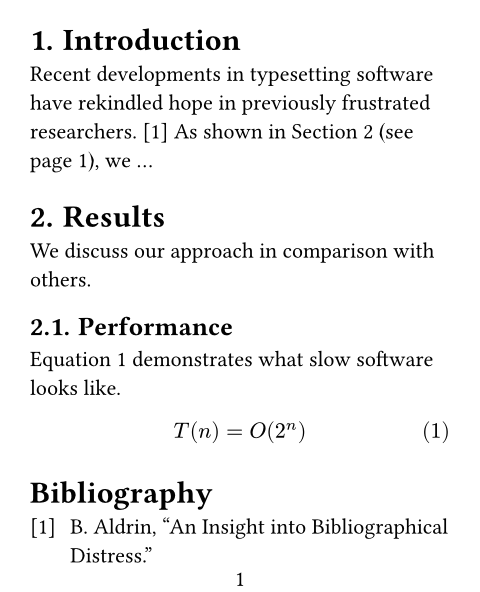 1. Introduction
Recent developments in typesetting software
have rekindled hope in previously frustrated
researchers. [1] As shown in Section 2 (see
page 1), we …
2. Results
We discuss our approach in comparison with
others.
2.1. Performance
Equation 1 demonstrates what slow software
looks like.
T(n) = O(2ⁿ) (1)
Bibliography
[1] B. Aldrin, “An Insight into Bibliographical
Distress.”
1